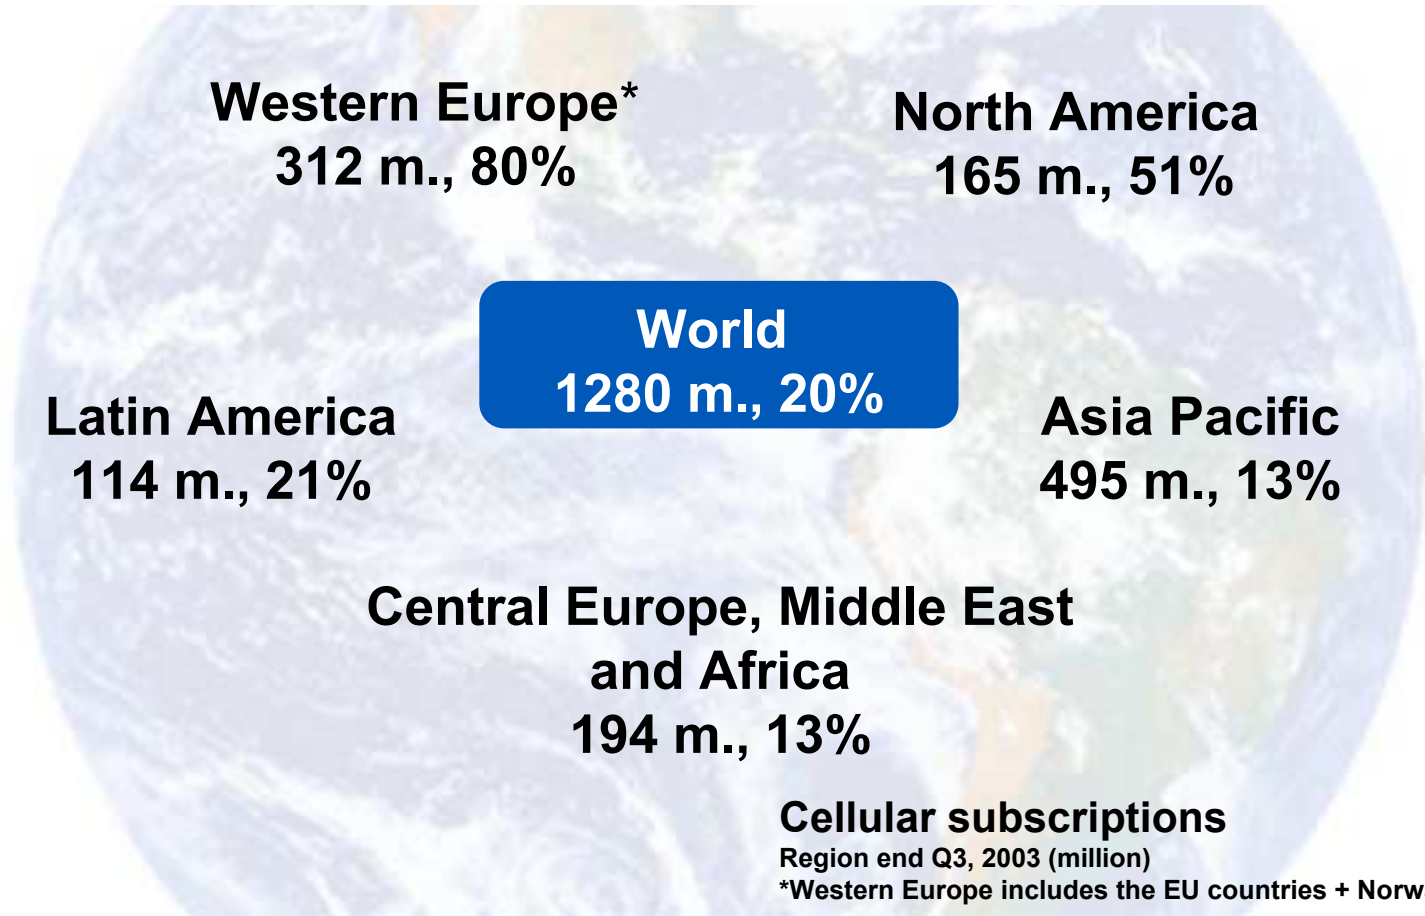 Western Europe*
312 m., 80%
North America
165 m., 51%
World
1280 m., 20%
Latin America
114 m., 21%
Asia Pacific
495 m., 13%
Central Europe, Middle East
and Africa
194 m., 13%
Cellular subscriptions
Region end Q3, 2003 (million)
*Western Europe includes the EU countries +